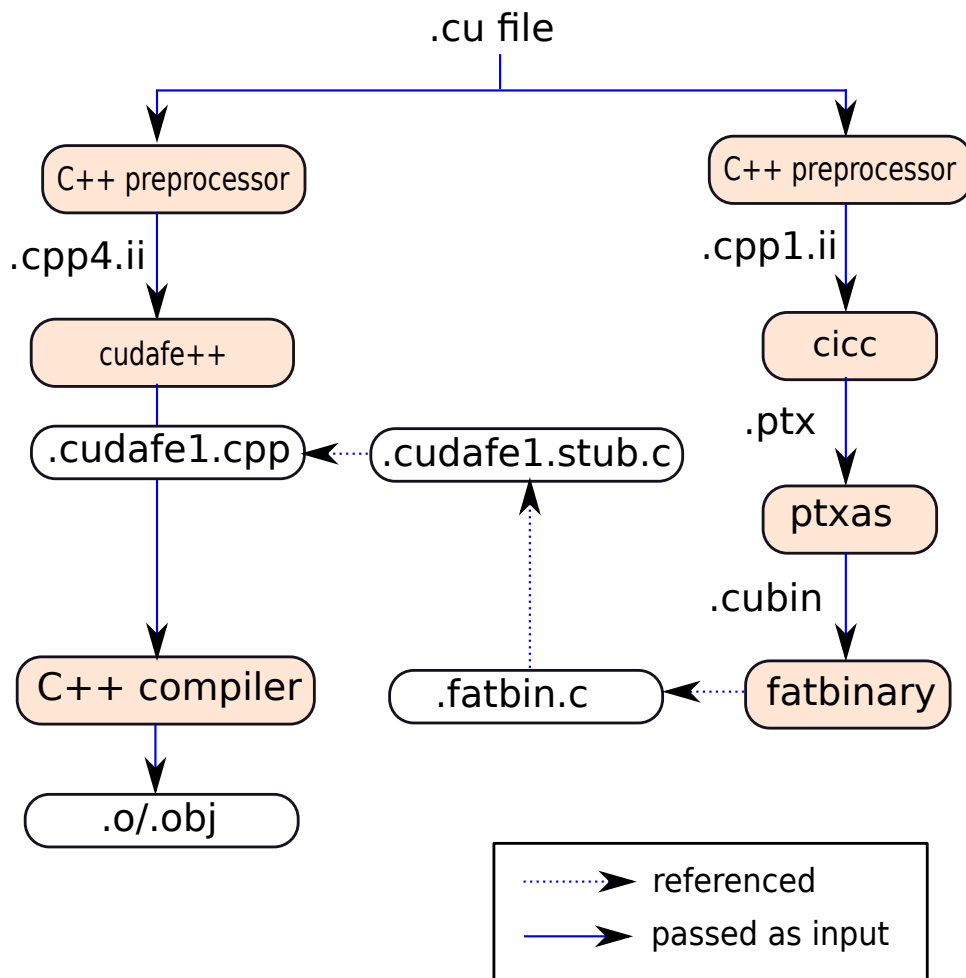 .cu file
C++ preprocessor
C++ preprocessor
.cpp4.ii
.cpp1.ii
cudafe++
cicc
.ptx
.cudafe1.cpp
.cudafe1.stub.c
ptxas
.cubin
C++ compiler
.fatbin.c
fatbinary
.o/.obj
referenced
passed as input